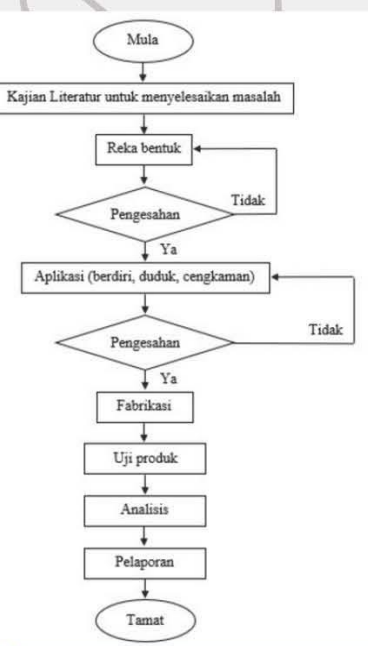 Mula
Kajian Literatur untuk menyelesaikan masalah
Reka bentuk
Tidak
Pengesahan
Ya
Aplikasi (berdiri, duduk, cengkaman)
Tidak
Pengesahan
Ya
Fabrikasi
Uji produk
Analisis
Pelaporan
Tamat